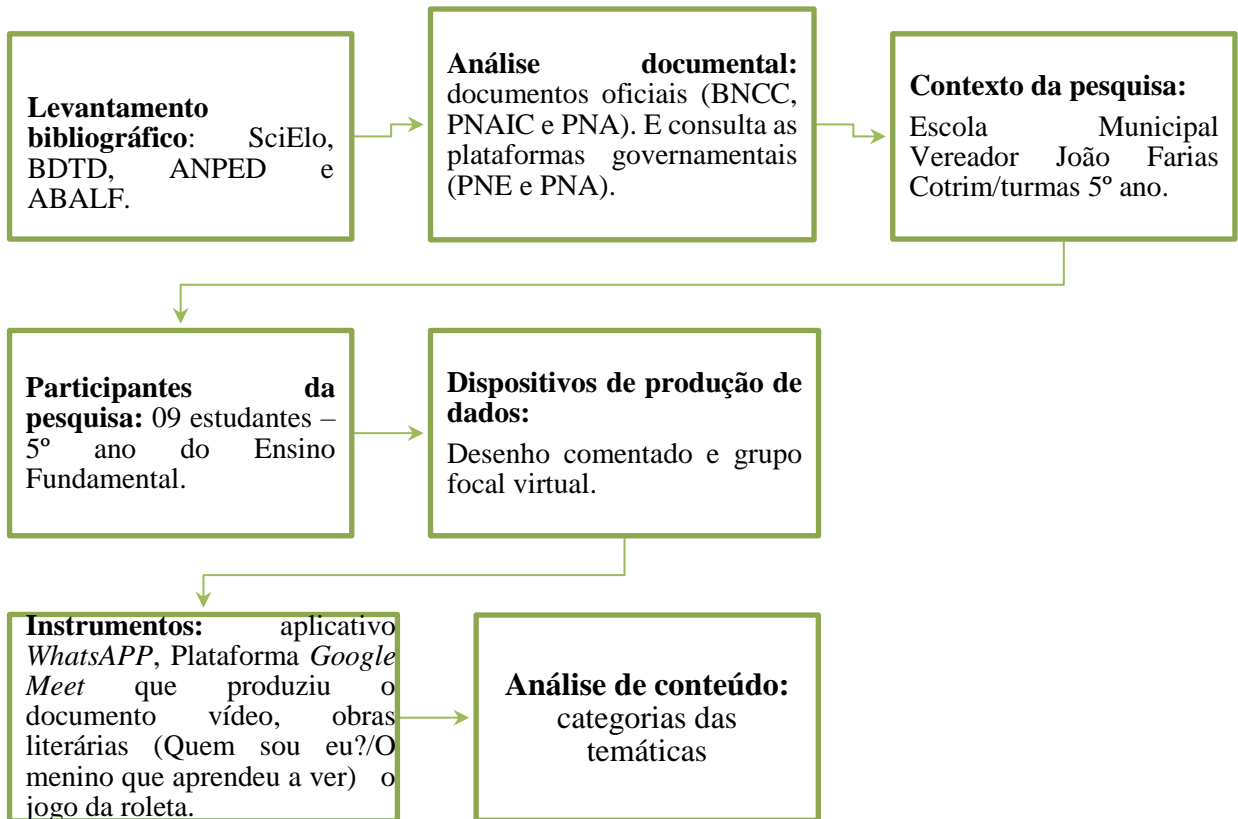 Levantamento
bibliográfico: SciElo,
BDTD, ANPED e
ABALF.
Análise documental:
documentos oficiais (BNCC,
PNAIC e PNA). E consulta as
plataformas governamentais
(PNE e PNA).
Contexto da pesquisa:
Escola Municipal
Vereador João Farias
Cotrim/turmas 5º ano.
Participantes da
pesquisa: 09 estudantes –
5º ano do Ensino
Fundamental.
Dispositivos de produção de
dados:
Desenho comentado e grupo
focal virtual.
Instrumentos: aplicativo
WhatsAPP, Plataforma Google
Meet que produziu o
documento vídeo, obras
literárias (Quem sou eu?/O
menino que aprendeu a ver) o
jogo da roleta.
Análise de conteúdo:
categorias das
temáticas